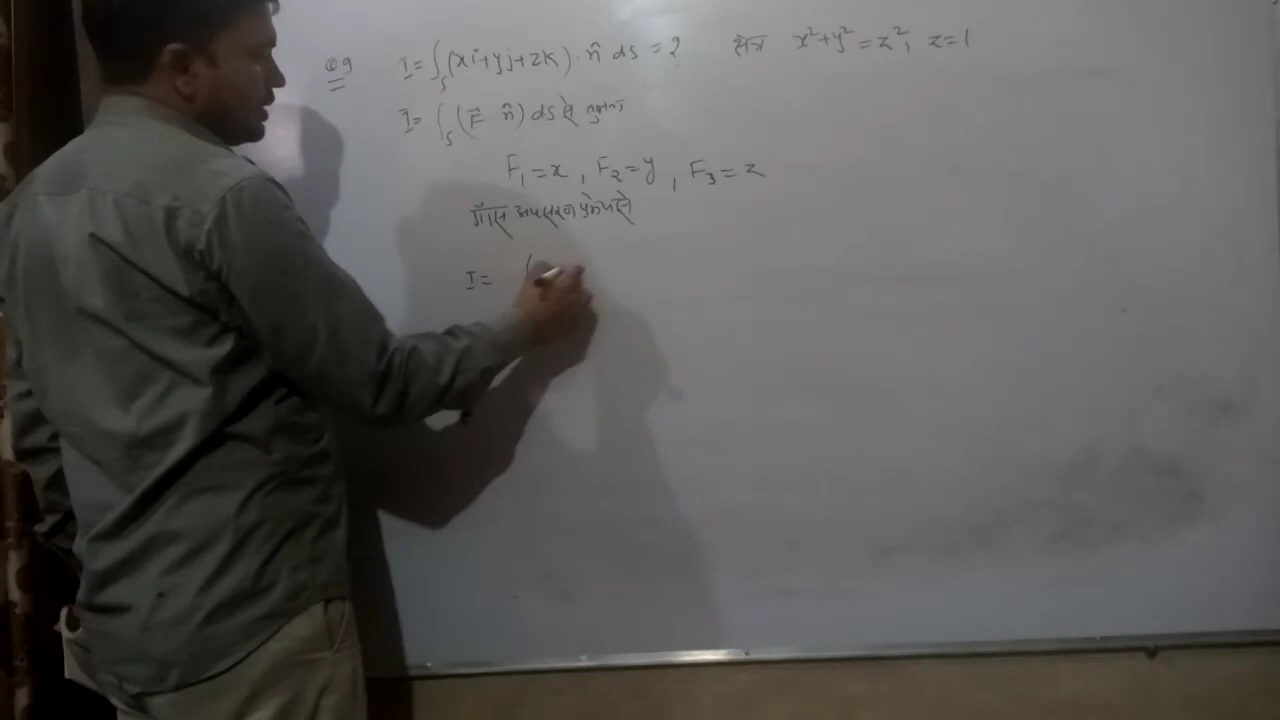 Q9 I = ∫s (xi+yj+zk) · n̂ ds = ? क्षेत्र x²+y² = z², z=1
I = ∫s (F⃗ n̂) ds से तुलना
F₁ = x , F₂ = y , F₃ = z
गॉस अपसरण प्रमेय से
I =